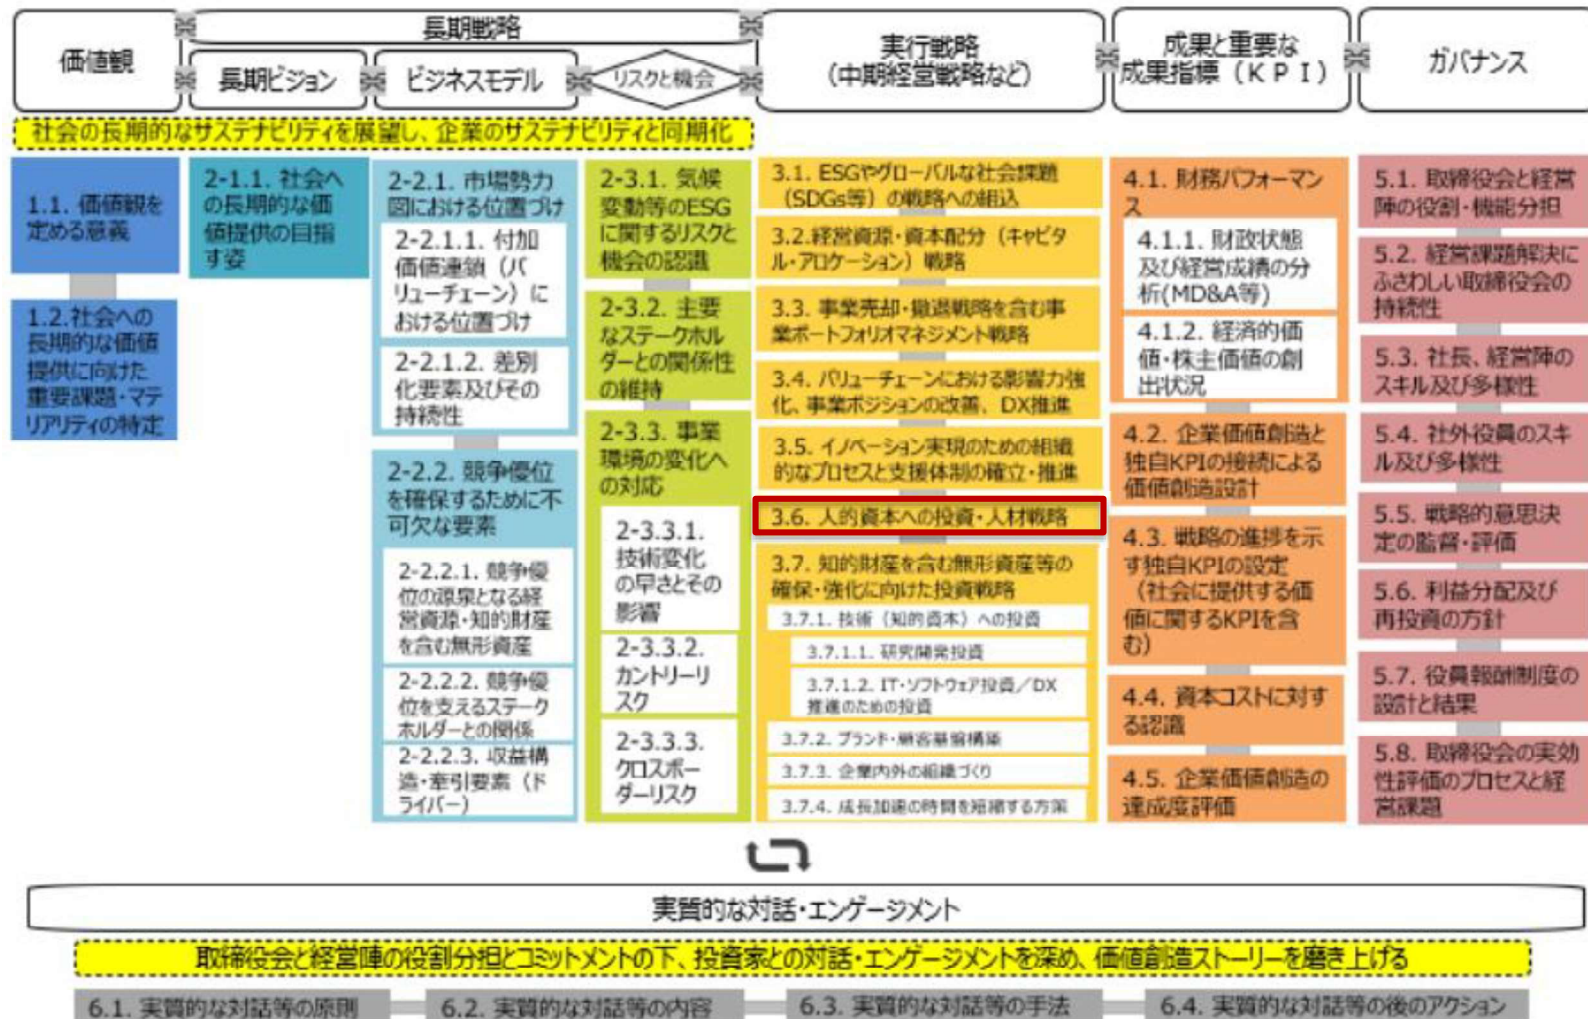 価値観
長期戦略
長期ビジョン
ビジネスモデル
リスクと機会
実行戦略
（中期経営戦略など）
成果と重要な
成果指標（ＫＰＩ）
ガバナンス
社会の長期的なサステナビリティを展望し、企業のサステナビリティと同期化
1.1. 価値観を
定める意義
1.2.社会への
長期的な価値
提供に向けた
重要課題・マテ
リアリティの特定
2-1.1. 社会へ
の長期的な価
値提供の目指
す姿
2-2.1. 市場勢力
図における位置づけ
2-2.1.1. 付加
価値連鎖（バ
リューチェーン）に
おける位置づけ
2-2.1.2. 差別
化要素及びその
持続性
2-2.2. 競争優位
を確保するために不
可欠な要素
2-2.2.1. 競争優
位の源泉となる経
営資源・知的財産
を含む無形資産
2-2.2.2. 競争優
位を支えるステーク
ホルダーとの関係
2-2.2.3. 収益構
造・牽引要素（ド
ライバー）
2-3.1. 気候
変動等のESG
に関するリスクと
機会の認識
2-3.2. 主要
なステークホル
ダーとの関係性
の維持
2-3.3. 事業
環境の変化へ
の対応
2-3.3.1.
技術変化
の早さとその
影響
2-3.3.2.
カントリーリ
スク
2-3.3.3.
クロスボー
ダーリスク
3.1. ESGやグローバルな社会課題
（SDGs等）の戦略への組込
3.2.経営資源・資本配分（キャピタ
ル・アロケーション）戦略
3.3. 事業売却・撤退戦略を含む事
業ポートフォリオマネジメント戦略
3.4. バリューチェーンにおける影響力強
化、事業ポジションの改善、DX推進
3.5. イノベーション実現のための組織
的なプロセスと支援体制の確立・推進
3.6. 人的資本への投資・人材戦略
3.7. 知的財産を含む無形資産等の
確保・強化に向けた投資戦略
3.7.1. 技術（知的資本）への投資
3.7.1.1. 研究開発投資
3.7.1.2. IT・ソフトウェア投資／DX
推進のための投資
3.7.2. ブランド・顧客基盤構築
3.7.3. 企業内外の組織づくり
3.7.4. 成長加速の時間を短縮する方策
4.1. 財務パフォーマン
ス
4.1.1. 財政状態
及び経営成績の分
析(MD&A等)
4.1.2. 経済的価
値・株主価値の創
出状況
4.2. 企業価値創造と
独自KPIの接続による
価値創造設計
4.3. 戦略の進捗を示
す独自KPIの設定
（社会に提供する価
値に関するKPIを含
む）
4.4. 資本コストに対す
る認識
4.5. 企業価値創造の
達成度評価
5.1. 取締役会と経営
陣の役割・機能分担
5.2. 経営課題解決に
ふさわしい取締役会の
持続性
5.3. 社長、経営陣の
スキル及び多様性
5.4. 社外役員のスキ
ル及び多様性
5.5. 戦略的意思決
定の監督・評価
5.6. 利益分配及び
再投資の方針
5.7. 役員報酬制度の
設計と結果
5.8. 取締役会の実効
性評価のプロセスと経
営課題
実質的な対話・エンゲージメント
取締役会と経営陣の役割分担とコミットメントの下、投資家との対話・エンゲージメントを深め、価値創造ストーリーを磨き上げる
6.1. 実質的な対話等の原則
6.2. 実質的な対話等の内容
6.3. 実質的な対話等の手法
6.4. 実質的な対話等の後のアクション